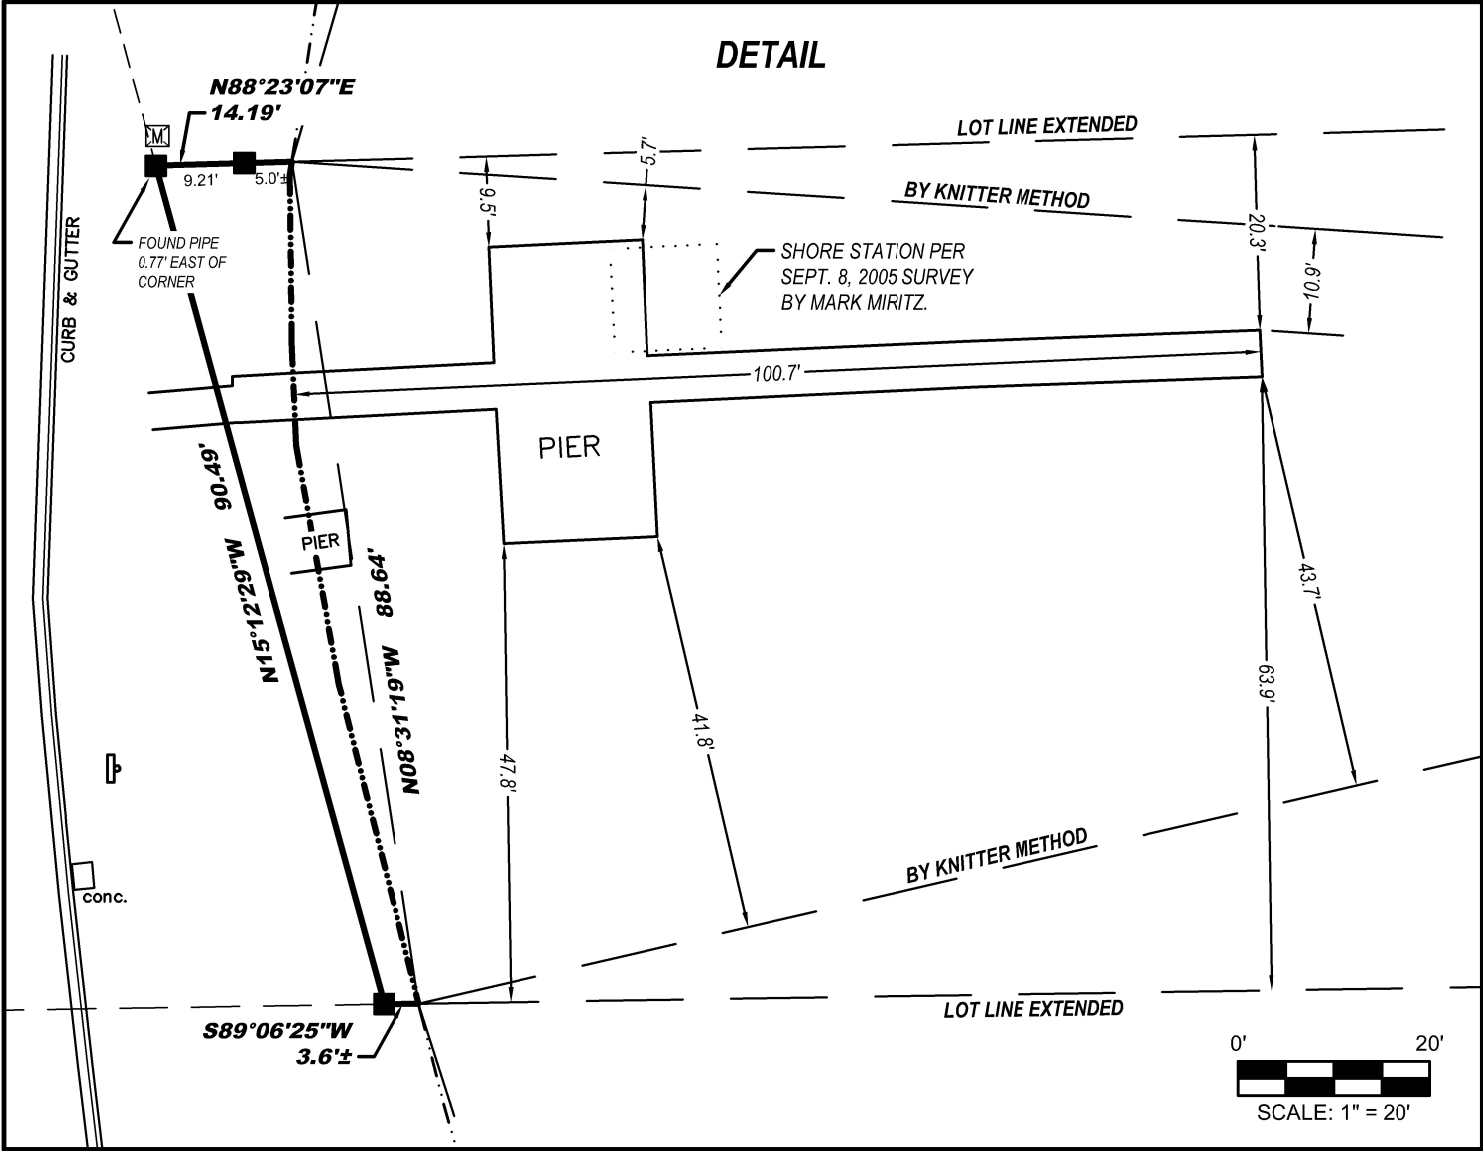 DETAIL
N88°23'07"E
14.19'
M
9.21'
5.0'±
FOUND PIPE
0.77' EAST OF
CORNER
CURB & GUTTER
LOT LINE EXTENDED
BY KNITTER METHOD
9.5'
5.7'
20.3'
10.9'
SHORE STATION PER
SEPT. 8, 2005 SURVEY
BY MARK MIRITZ.
100.7'
PIER
PIER
N15°12'29"W 90.49'
N08°31'19"W 88.64'
47.8'
41.8'
43.7'
63.9'
BY KNITTER METHOD
conc.
LOT LINE EXTENDED
S89°06'25"W
3.6'±
0' 20'
SCALE: 1" = 20'